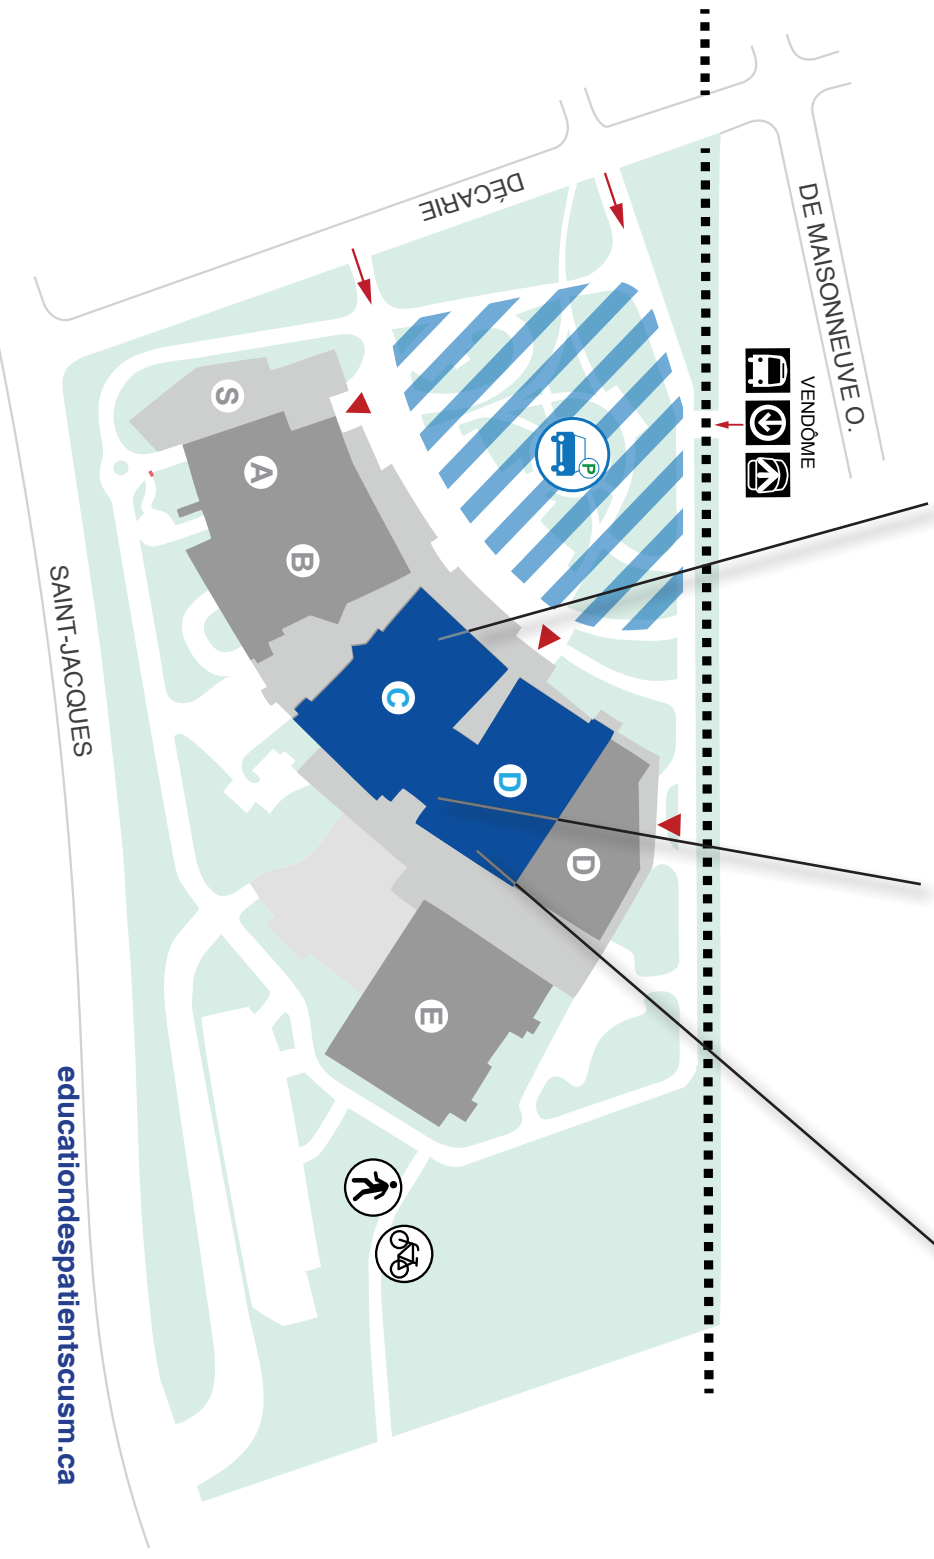 DE MAISONNEUVE O.
VENDÔME
DÉCARIE
P
S
A
B
C
D
D
E
SAINT-JACQUES
educationdespatientscusm.ca